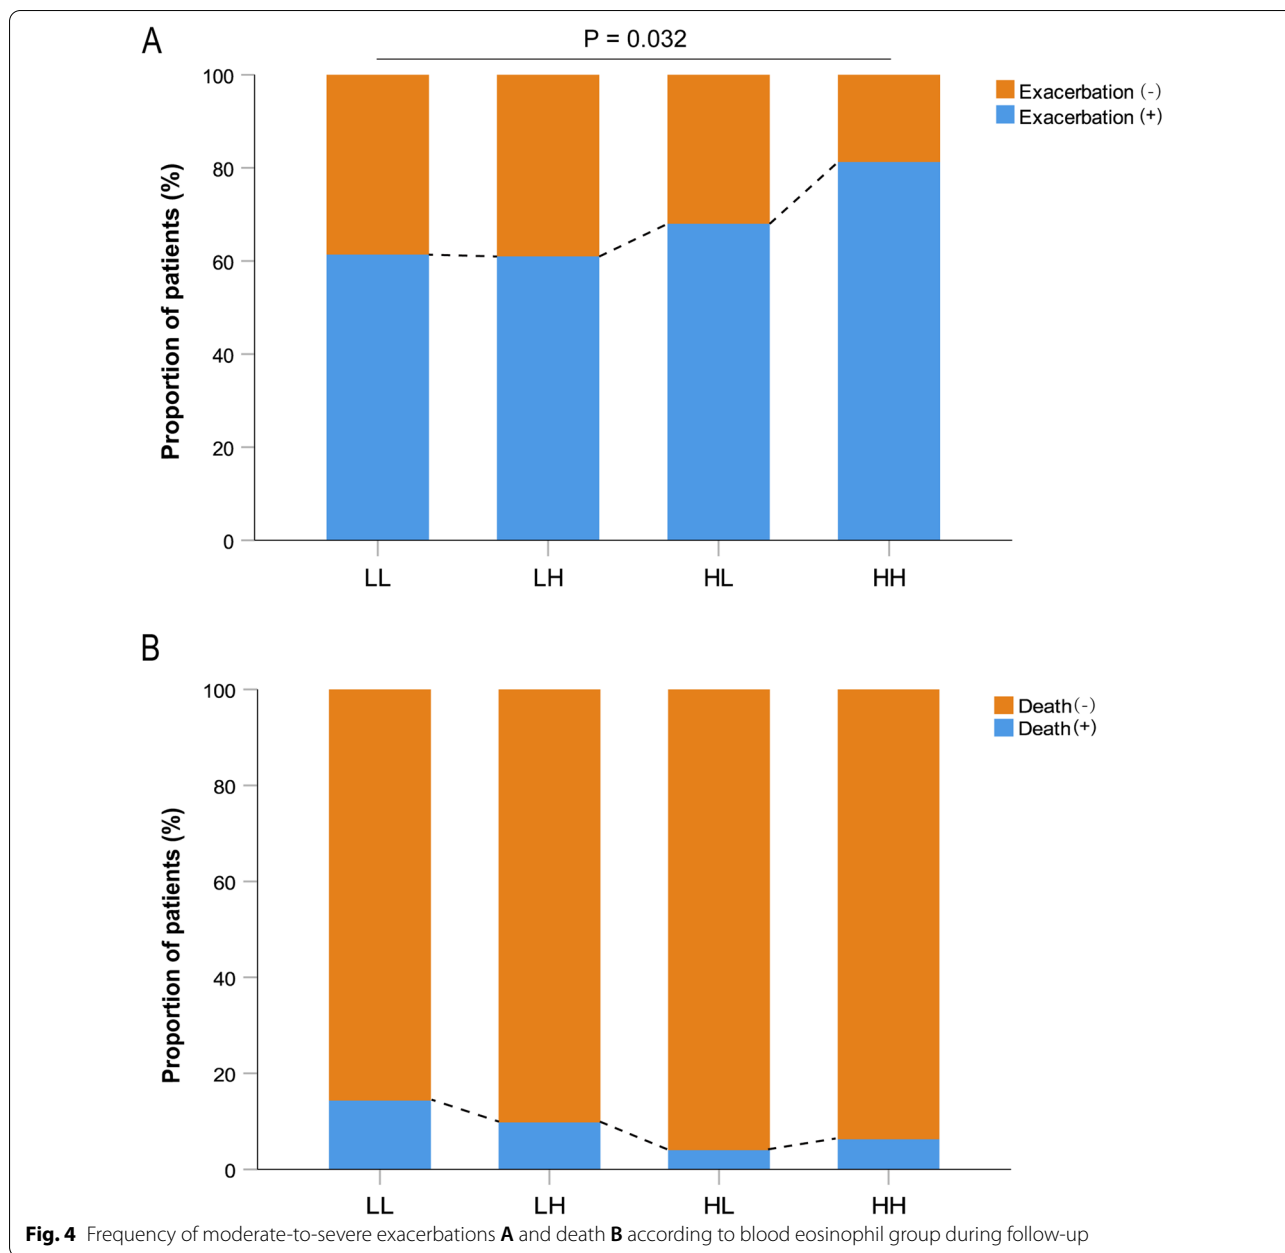 A
P = 0.032
100
80
60
40
20
0
Proportion of patients (%)
LL LH HL HH
Exacerbation (-)
Exacerbation (+)
B
100
80
60
40
20
0
Proportion of patients (%)
LL LH HL HH
Death(-)
Death(+)
Fig. 4 Frequency of moderate-to-severe exacerbations A and death B according to blood eosinophil group during follow-up